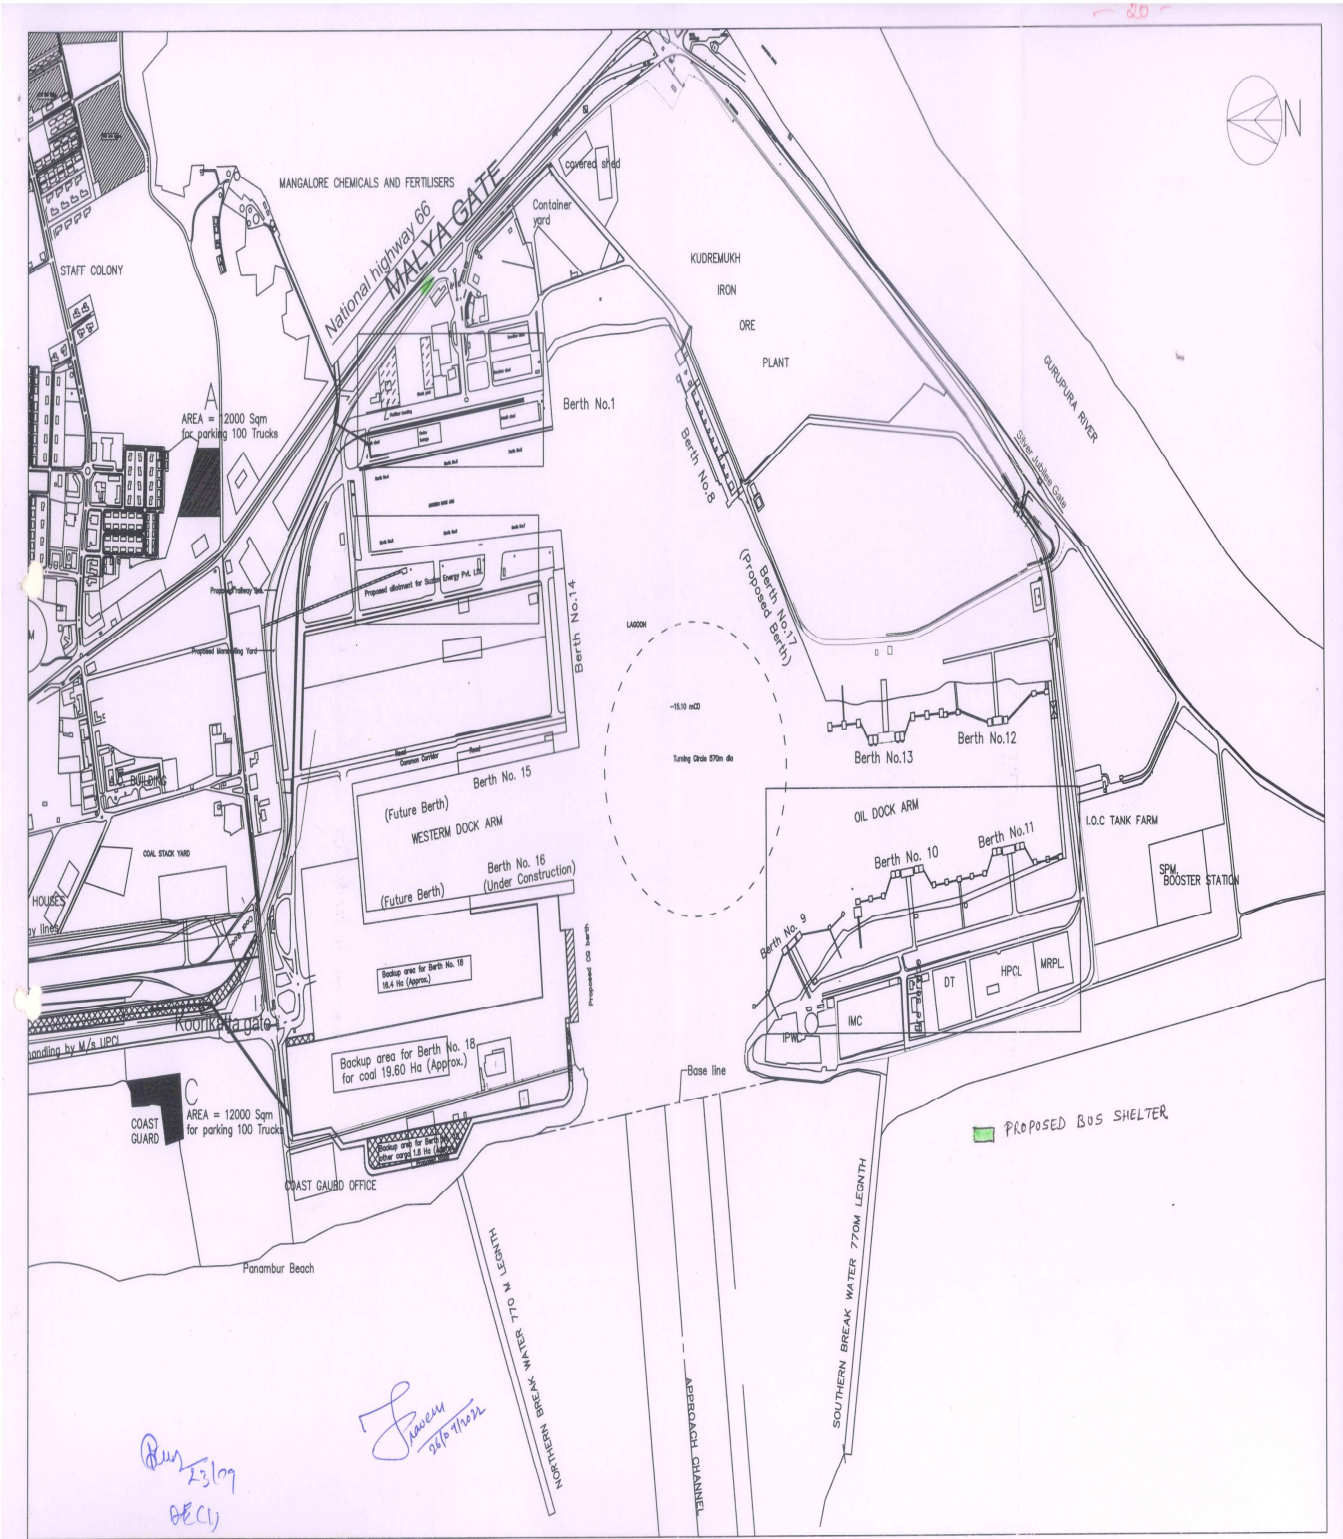 - 20 -
N
covered shed
MANGALORE CHEMICALS AND FERTILISERS
National highway 66
MALYA GATE
Container
yard
STAFF COLONY
KUDREMUKH
IRON
ORE
PLANT
GURUPURA RIVER
Silver Jubilee Gate
A
AREA = 12000 Sqm
for parking 100 Trucks
Berth No.1
Berth No.8
Berth No.17
(Proposed Berth)
Proposed allotment for Suzlon Energy Pvt. Ltd.
Berth No.14
LAGOON
-15.10 mCD
Turning Circle 570m dia
Berth No.13
Berth No.12
Road
Common Corridor
Road
Berth No. 15
(Future Berth)
WESTERM DOCK ARM
Berth No. 16
(Under Construction)
(Future Berth)
A.O. BUILDING
COAL STACK YARD
HOUSES
OIL DOCK ARM
Berth No.11
Berth No. 10
Berth No. 9
I.O.C TANK FARM
SPM.
BOOSTER STATION
Backup area for Berth No. 18
16.4 Ha (Approx.)
Proposed OG berth
DT
HPCL
MRPL
IMC
IPWL
Koorikatta gate
handling by M/s UPCL
Backup area for Berth No. 18
for coal 19.60 Ha (Approx.)
Base line
C
AREA = 12000 Sqm
for parking 100 Trucks
COAST
GUARD
COAST GAURD OFFICE
PROPOSED BUS SHELTER
Panambur Beach
NORTHERN BREAK WATER 770 M LEGNTH
APPROACH CHANNEL
SOUTHERN BREAK WATER 770M LEGNTH
26/09/2022
23/09
AE(1)